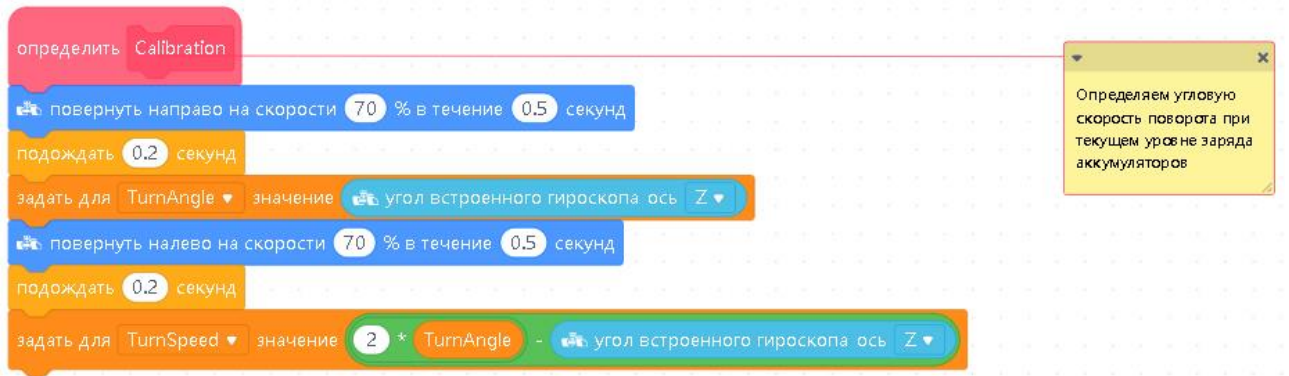 определить Calibration
повернуть направо на скорости 70 % в течение 0.5 секунд
подождать 0.2 секунд
задать для TurnAngle значение угол встроенного гироскопа ось Z
повернуть налево на скорости 70 % в течение 0.5 секунд
подождать 0.2 секунд
задать для TurnSpeed значение 2 * TurnAngle - угол встроенного гироскопа ось Z
Определяем угловую
скорость поворота при
текущем уровне заряда
аккумуляторов